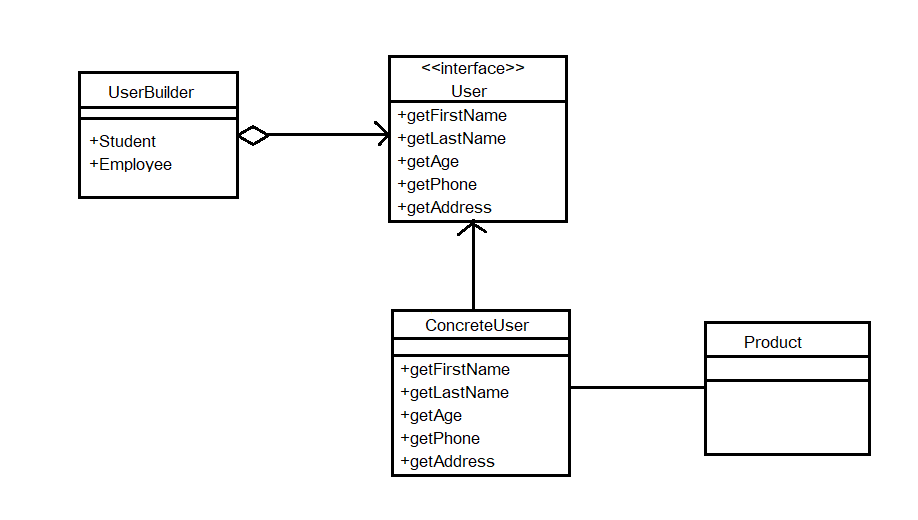 UserBuilder
+Student
+Employee
<<interface>>
User
+getFirstName
+getLastName
+getAge
+getPhone
+getAddress
ConcreteUser
+getFirstName
+getLastName
+getAge
+getPhone
+getAddress
Product